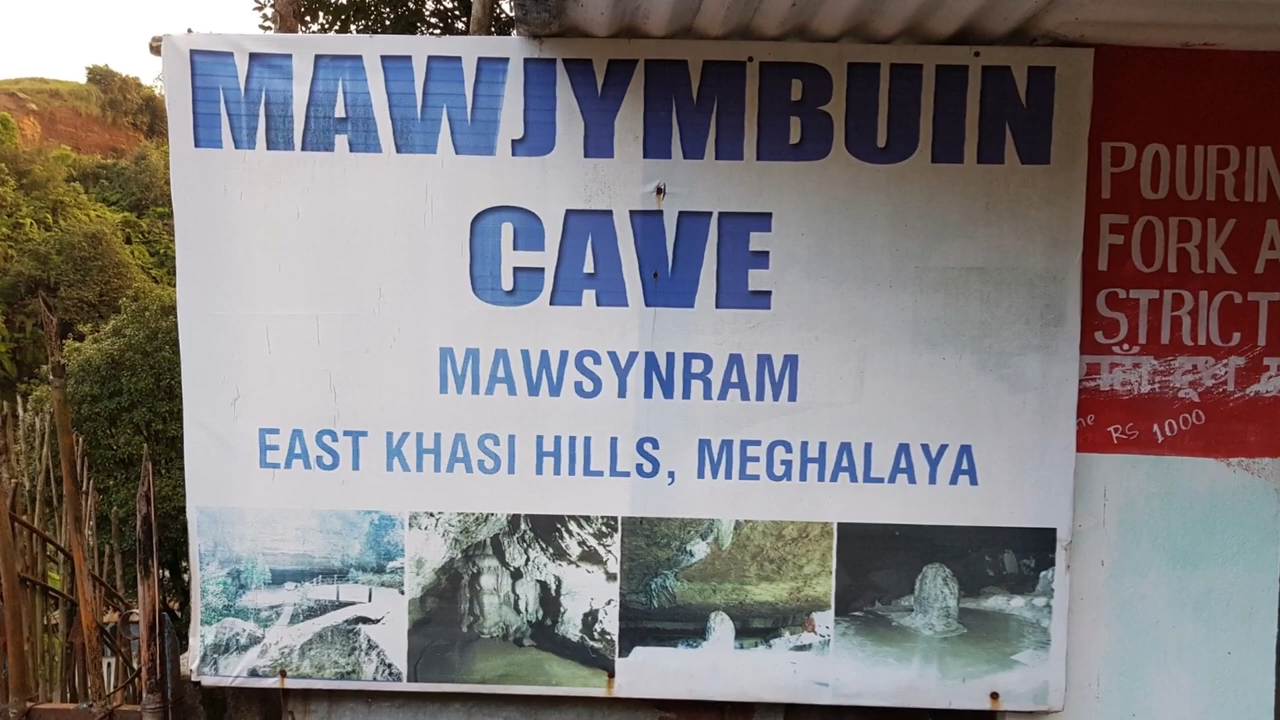 MAWJYMBUIN
CAVE
MAWSYNRAM
EAST KHASI HILLS, MEGHALAYA
POURIN
FORK A
STRICT
RS 1000